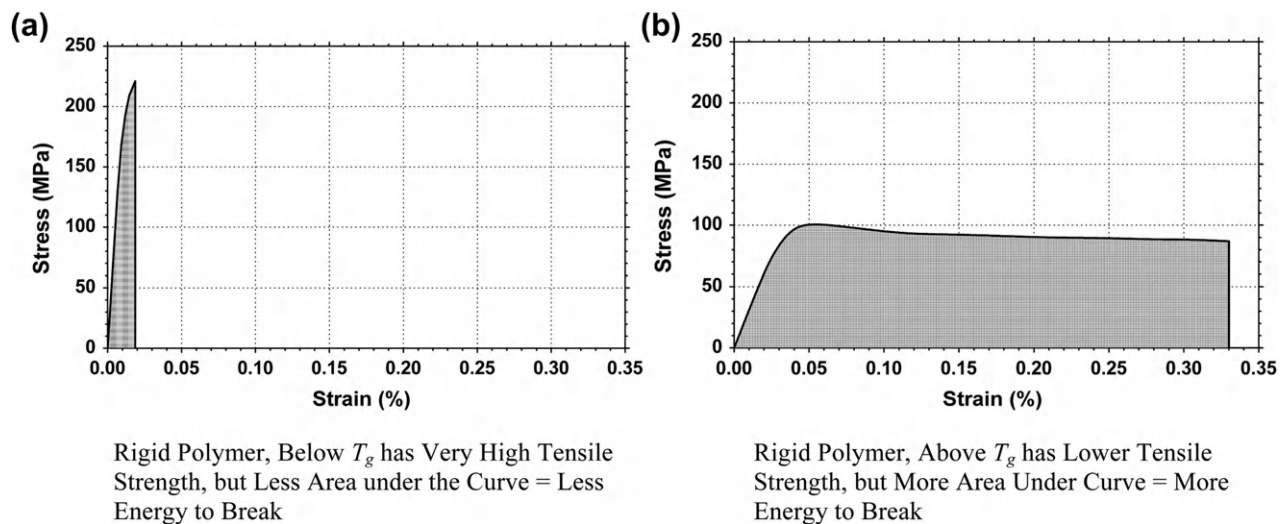 (a)
250
200
150
100
50
0
Stress (MPa)
0.00 0.05 0.10 0.15 0.20 0.25 0.30 0.35
Strain (%)
Rigid Polymer, Below Tg has Very High Tensile
Strength, but Less Area under the Curve = Less
Energy to Break
(b)
250
200
150
100
50
0
Stress (MPa)
0.00 0.05 0.10 0.15 0.20 0.25 0.30 0.35
Strain (%)
Rigid Polymer, Above Tg has Lower Tensile
Strength, but More Area Under Curve = More
Energy to Break